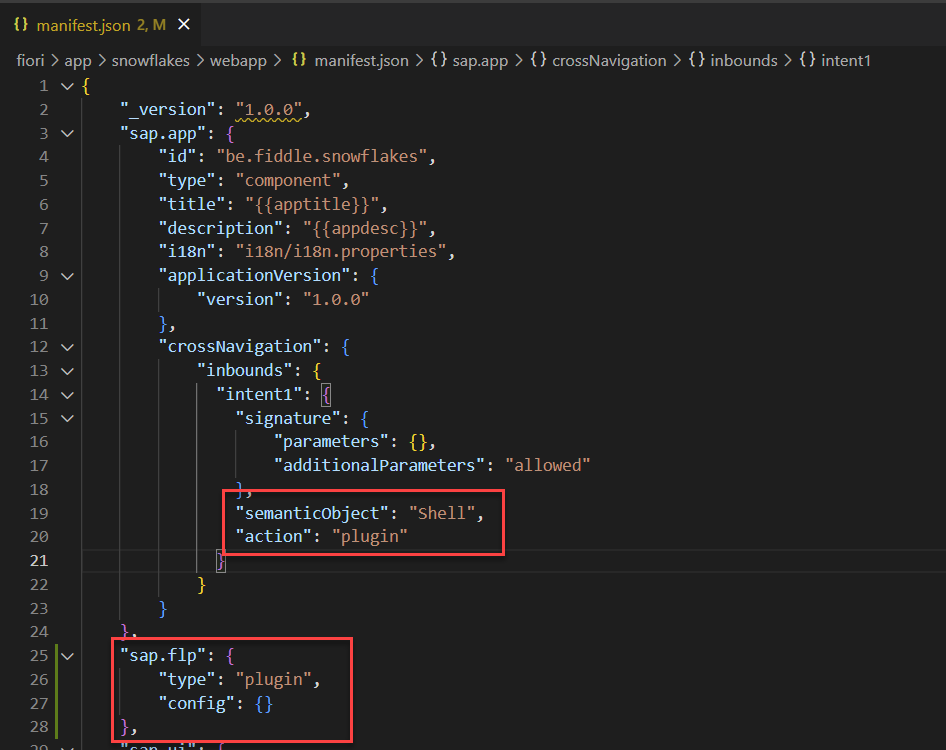 {} manifest.json 2, M ×
fiori > app > snowflakes > webapp > {} manifest.json > {} sap.app > {} crossNavigation > {} inbounds > {} intent1
1 {
2 "_version": "1.0.0",
3 "sap.app": {
4 "id": "be.fiddle.snowflakes",
5 "type": "component",
6 "title": "{{apptitle}}",
7 "description": "{{appdesc}}",
8 "i18n": "i18n/i18n.properties",
9 "applicationVersion": {
10 "version": "1.0.0"
11 },
12 "crossNavigation": {
13 "inbounds": {
14 "intent1": {
15 "signature": {
16 "parameters": {},
17 "additionalParameters": "allowed"
18 },
19 "semanticObject": "Shell",
20 "action": "plugin"
21 }
22 }
23 }
24 },
25 "sap.flp": {
26 "type": "plugin",
27 "config": {}
28 },
29 "sap.ui": {